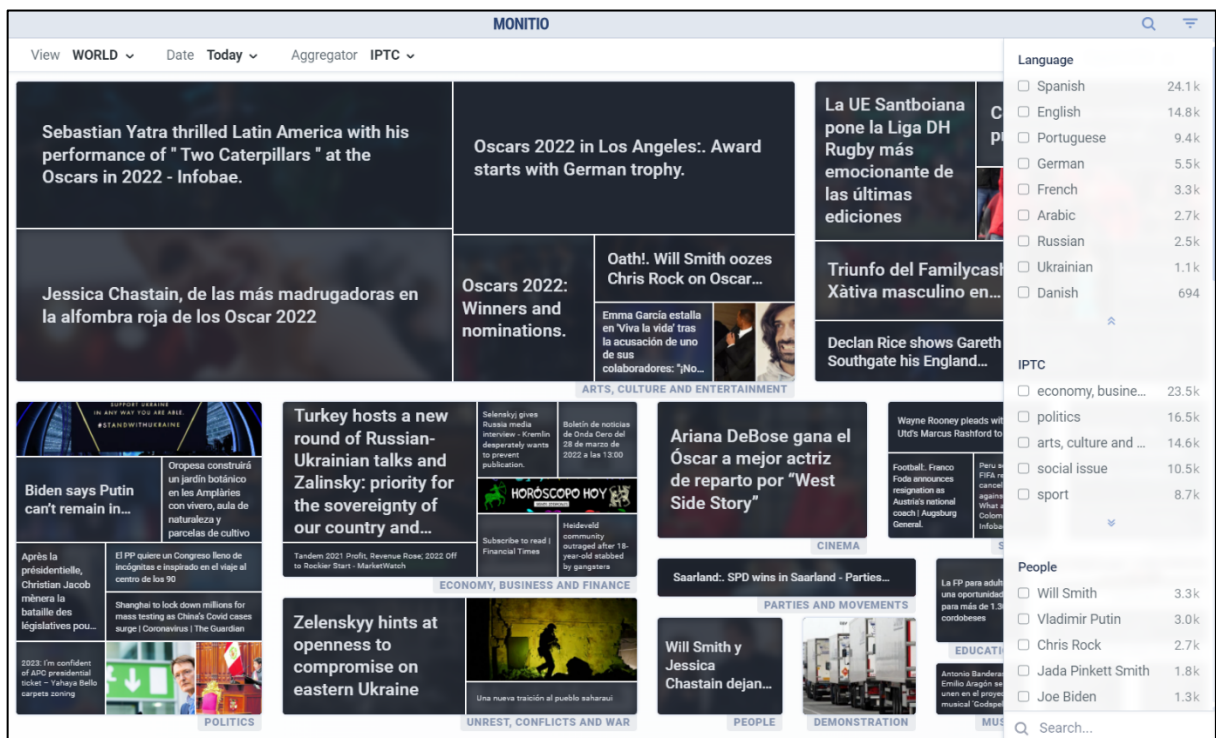 MONITIO
View WORLD Date Today Aggregator IPTC
Sebastian Yatra thrilled Latin America with his
performance of " Two Caterpillars " at the
Oscars in 2022 - Infobae.
Oscars 2022 in Los Angeles:. Award
starts with German trophy.
Jessica Chastain, de las más madrugadoras en
la alfombra roja de los Oscar 2022
Oscars 2022:
Winners and
nominations.
Oath!. Will Smith oozes
Chris Rock on Oscar...
Emma García estalla
en 'Viva la vida' tras
la acusación de uno
de sus
colaboradores: "¡No...
ARTS, CULTURE AND ENTERTAINMENT
La UE Santboiana
pone la Liga DH
Rugby más
emocionante de
las últimas
ediciones
Triunfo del Familycash
Xàtiva masculino en...
Declan Rice shows Gareth
Southgate his England...
SUPPORT UKRAINE
IN ANY WAY YOU ARE ABLE.
#STANDWITHUKRAINE
Biden says Putin
can't remain in...
Oropesa construirá
un jardín botánico
en les Amplàries
con vivero, aula de
naturaleza y
parcelas de cultivo
Après la
présidentielle,
Christian Jacob
mènera la
bataille des
législatives pou...
El PP quiere un Congreso lleno de
incógnitas e inspirado en el viaje al
centro de los 90
Shanghai to lock down millions for
mass testing as China's Covid cases
surge | Coronavirus | The Guardian
2023: I'm confident
of APC presidential
ticket – Yahaya Bello
carpets zoning
POLITICS
Turkey hosts a new
round of Russian-
Ukrainian talks and
Zalinsky: priority for
the sovereignty of
our country and...
Tandem 2021 Profit, Revenue Rose; 2022 Off
to Rockier Start - MarketWatch
Selenskyj gives
Russia media
interview - Kremlin
desperately wants
to prevent
publication.
Boletín de noticias
de Onda Cero del
28 de marzo de
2022 a las 13:00
HORÓSCOPO HOY
Subscribe to read |
Financial Times
Heideveld
community
outraged after 18-
year-old stabbed
by gangsters
ECONOMY, BUSINESS AND FINANCE
Zelenskyy hints at
openness to
compromise on
eastern Ukraine
Una nueva traición al pueblo saharaui
UNREST, CONFLICTS AND WAR
Ariana DeBose gana el
Óscar a mejor actriz
de reparto por "West
Side Story"
CINEMA
Saarland:. SPD wins in Saarland - Parties...
PARTIES AND MOVEMENTS
Will Smith y
Jessica
Chastain dejan...
PEOPLE
DEMONSTRATION
Wayne Rooney pleads wit
Utd's Marcus Rashford to
Football:. Franco
Foda announces
resignation as
Austria's national
coach | Augsburg
General.
Peru s
FIFA re
cancel
against
What a
Colom
Infoba
La FP para adult
una oportunidad
para más de 1.3
cordobeses
EDUCATI
Antonio Banderas
Emilio Aragón se
unen en el proyec
musical 'Godspel
MUS
Language
Spanish 24.1k
English 14.8k
Portuguese 9.4k
German 5.5k
French 3.3k
Arabic 2.7k
Russian 2.5k
Ukrainian 1.1k
Danish 694
IPTC
economy, busine... 23.5k
politics 16.5k
arts, culture and ... 14.6k
social issue 10.5k
sport 8.7k
People
Will Smith 3.3k
Vladimir Putin 3.0k
Chris Rock 2.7k
Jada Pinkett Smith 1.8k
Joe Biden 1.3k
Search...